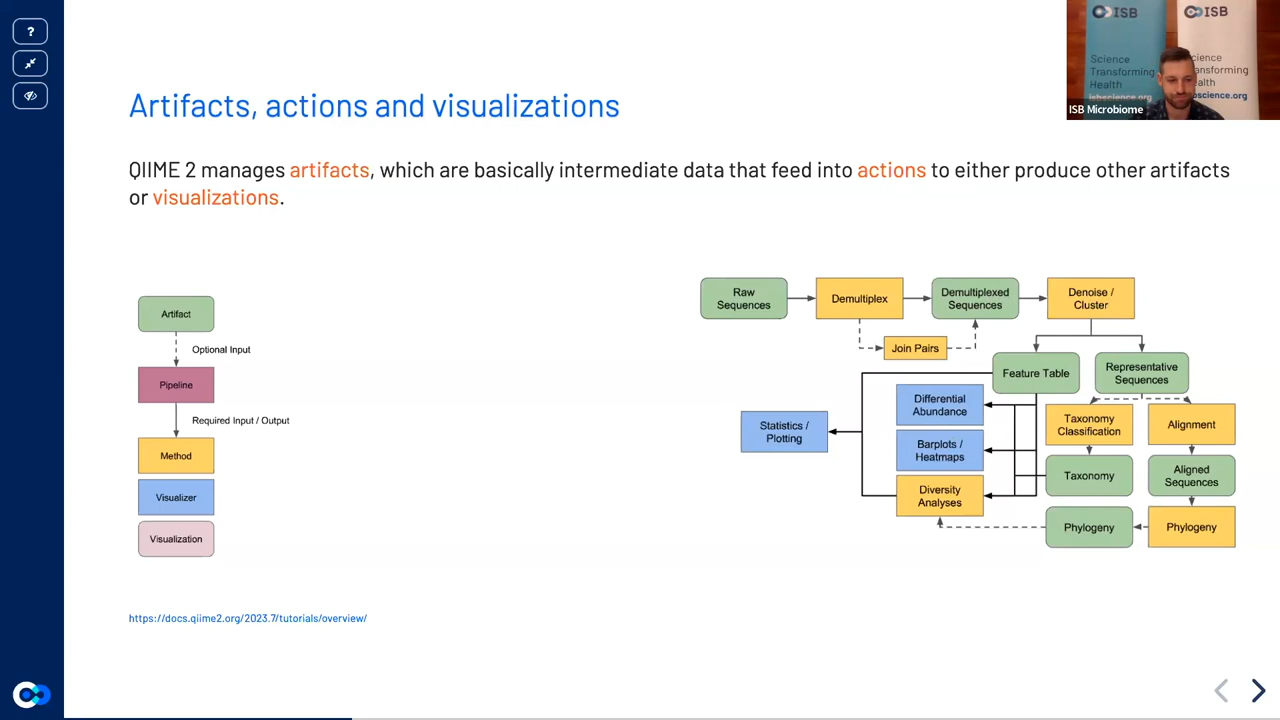 ?
ISB
ISB
Science
Transforming
Health
isbscience.org
Science
Transforming
ISB Microbiome
Artifacts, actions and visualizations
QIIME 2 manages artifacts, which are basically intermediate data that feed into actions to either produce other artifacts
or visualizations.
Artifact
Optional Input
Pipeline
Required Input / Output
Method
Visualizer
Visualization
Raw
Sequences
Demultiplex
Demultiplexed
Sequences
Denoise /
Cluster
Join Pairs
Feature Table
Representative
Sequences
Differential
Abundance
Statistics /
Plotting
Barplots /
Heatmaps
Taxonomy
Classification
Alignment
Diversity
Analyses
Taxonomy
Aligned
Sequences
Phylogeny
Phylogeny
https://docs.qiime2.org/2023.7/tutorials/overview/